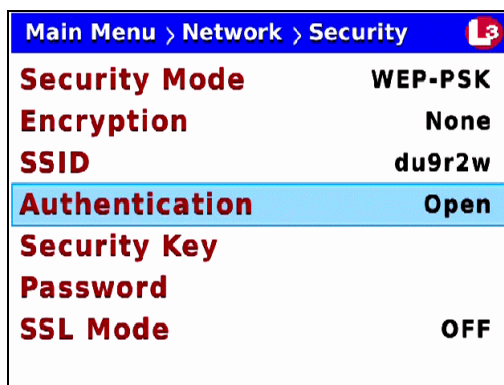 Main Menu > Network > Security L3
Security Mode WEP-PSK
Encryption None
SSID du9r2w
Authentication Open
Security Key
Password
SSL Mode OFF